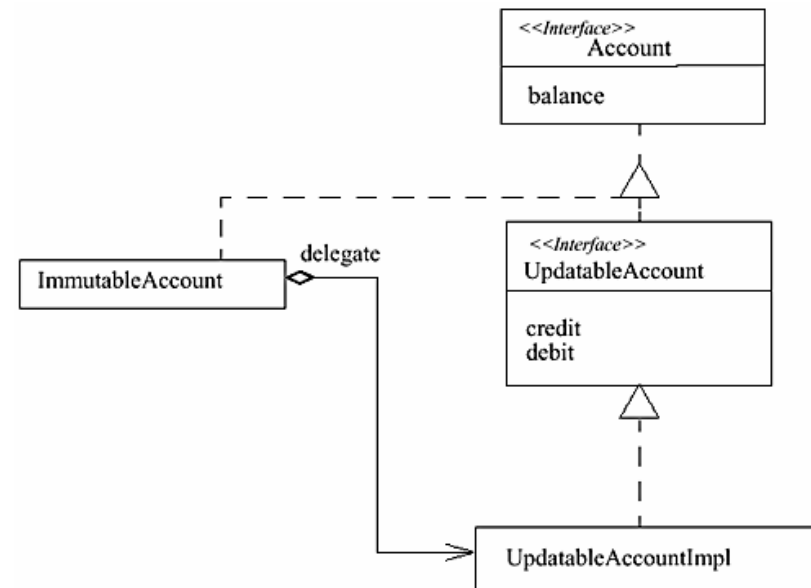 <<Interface>>
Account
balance
delegate
ImmutableAccount
<<Interface>>
UpdatableAccount
credit
debit
UpdatableAccountImpl